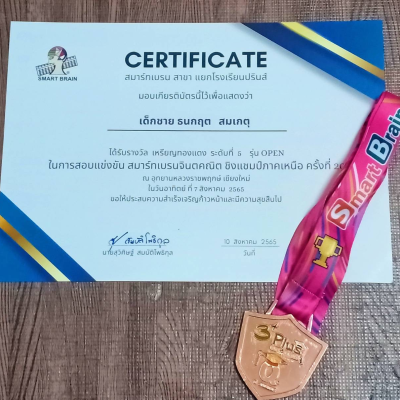 SMART BRAIN
CERTIFICATE
สมาร์ทเบรน สาขา แยกโรงเรียนปรินส์
มอบเกียรติบัตรนี้ไว้เพื่อแสดงว่า
เด็กชาย ธนกฤต สมเกตุ
ได้รับรางวัล เหรียญทองแดง ระดับที่ 5 รุ่น OPEN
ในการสอบแข่งขัน สมาร์ทเบรนจินตคณิต ชิงแชมป์ภาคเหนือ ครั้งที่
ณ อุทยานหลวงราชพฤกษ์ เชียงใหม่
ในวันอาทิตย์ ที่ 7 สิงหาคม 2565
ขอให้ประสบความสำเร็จเจริญก้าวหน้าและมีความสุขสืบไป
10 สิงหาคม 2565
วันที่
Smart Brain
3 Plus